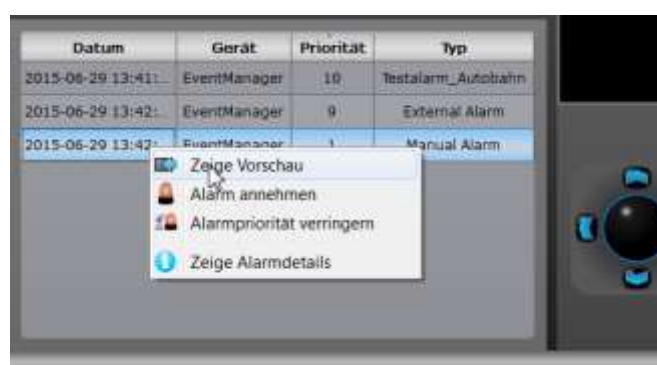 Datum Gerät Priorität Typ
2015-06-29 13:41:... EventManager 10 Testalarm_Autobahn
2015-06-29 13:42:... EventManager 9 External Alarm
2015-06-29 13:42:... EventManager 1 Manual Alarm
Zeige Vorschau
Alarm annehmen
Alarmpriorität verringern
Zeige Alarmdetails